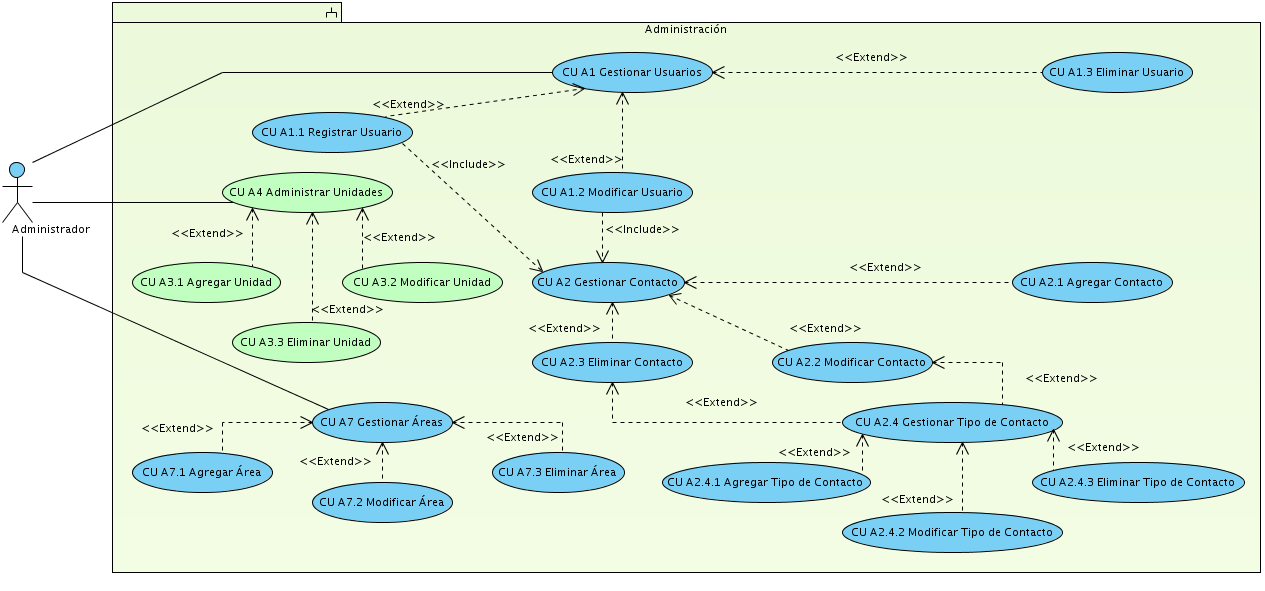 Administración
<<Extend>>
CU A1 Gestionar Usuarios
CU A1.3 Eliminar Usuario
<<Extend>>
CU A1.1 Registrar Usuario
<<Include>>
<<Extend>>
CU A4 Administrar Unidades
CU A1.2 Modificar Usuario
Administrador
<<Extend>>
<<Extend>>
<<Include>>
<<Extend>>
CU A3.1 Agregar Unidad
CU A3.2 Modificar Unidad
CU A2 Gestionar Contacto
CU A2.1 Agregar Contacto
<<Extend>>
<<Extend>>
<<Extend>>
CU A3.3 Eliminar Unidad
CU A2.3 Eliminar Contacto
CU A2.2 Modificar Contacto
<<Extend>>
<<Extend>>
CU A7 Gestionar Áreas
CU A2.4 Gestionar Tipo de Contacto
<<Extend>>
<<Extend>>
<<Extend>>
<<Extend>>
<<Extend>>
CU A7.1 Agregar Área
CU A7.3 Eliminar Área
CU A2.4.1 Agregar Tipo de Contacto
CU A2.4.3 Eliminar Tipo de Contacto
<<Extend>>
CU A7.2 Modificar Área
CU A2.4.2 Modificar Tipo de Contacto